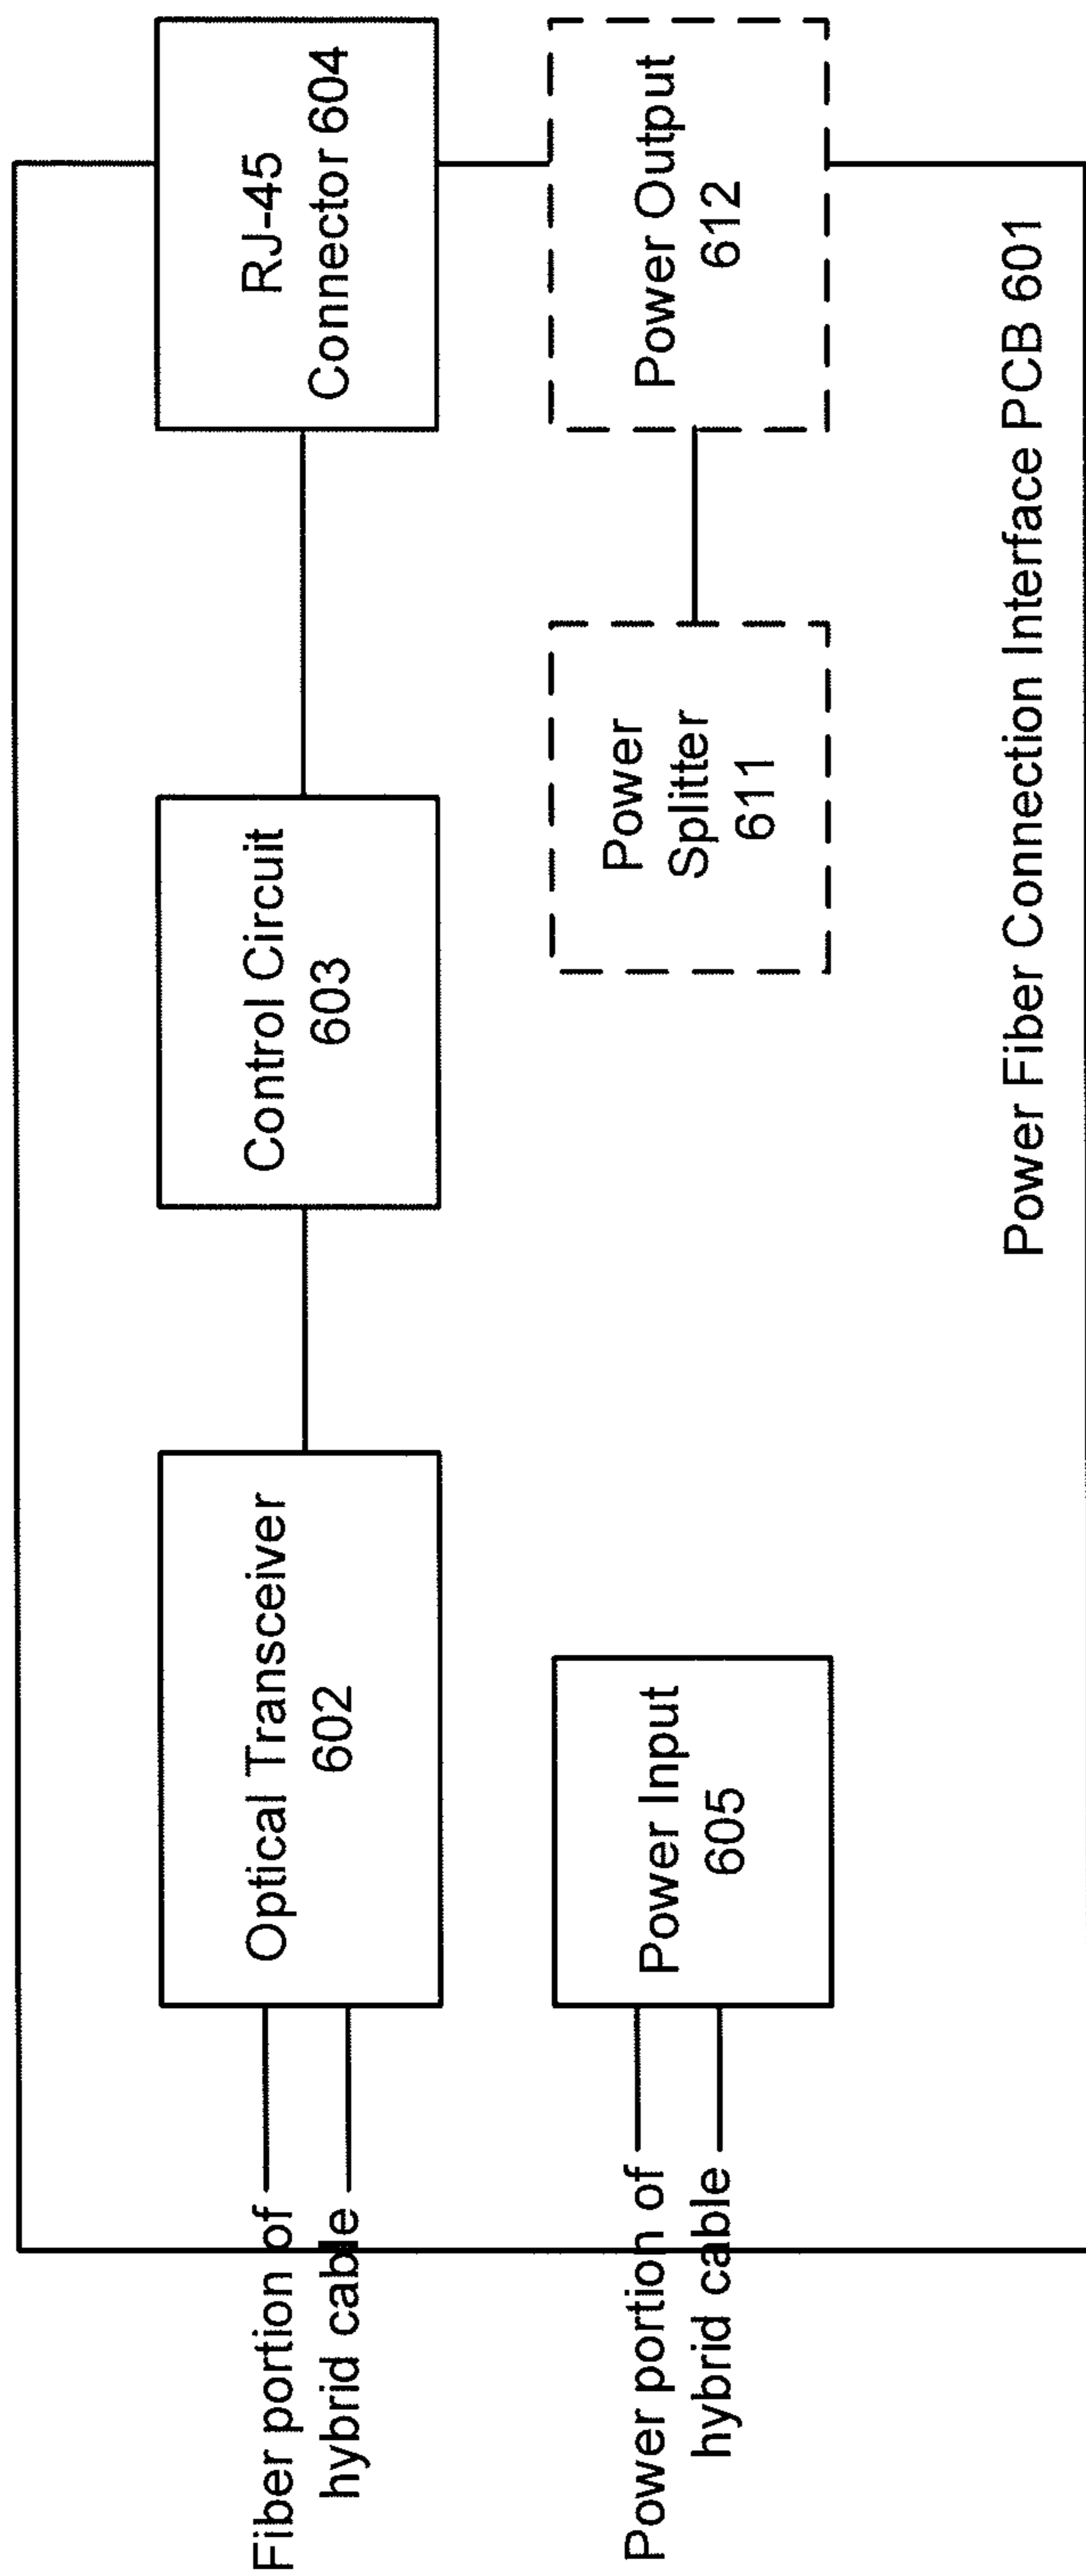 Fiber portion of
hybrid cable
Optical Transceiver
602
Control Circuit
603
RJ-45
Connector 604
Power portion of
hybrid cable
Power Input
605
Power
Splitter
611
Power Output
612
Power Fiber Connection Interface PCB 601